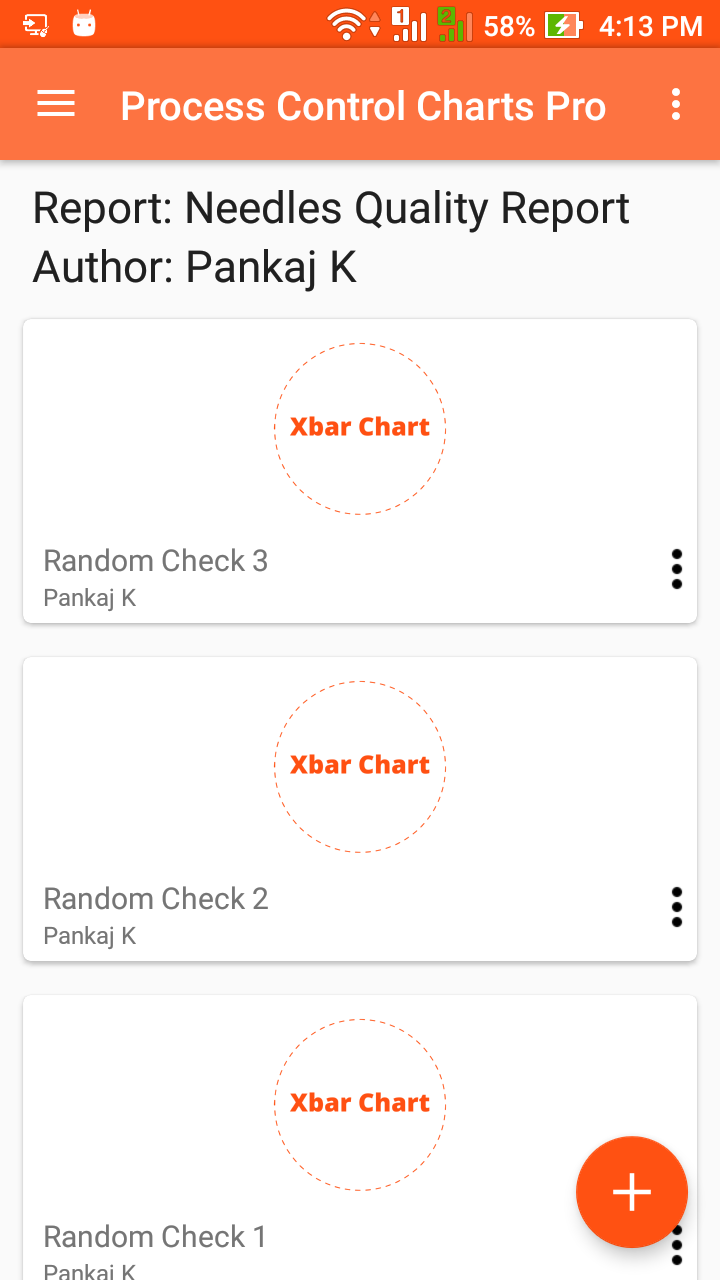 1 2 58% 4:13 PM
Process Control Charts Pro
Report: Needles Quality Report
Author: Pankaj K
Xbar Chart
Random Check 3
Pankaj K
Xbar Chart
Random Check 2
Pankaj K
Xbar Chart
Random Check 1
Pankaj K